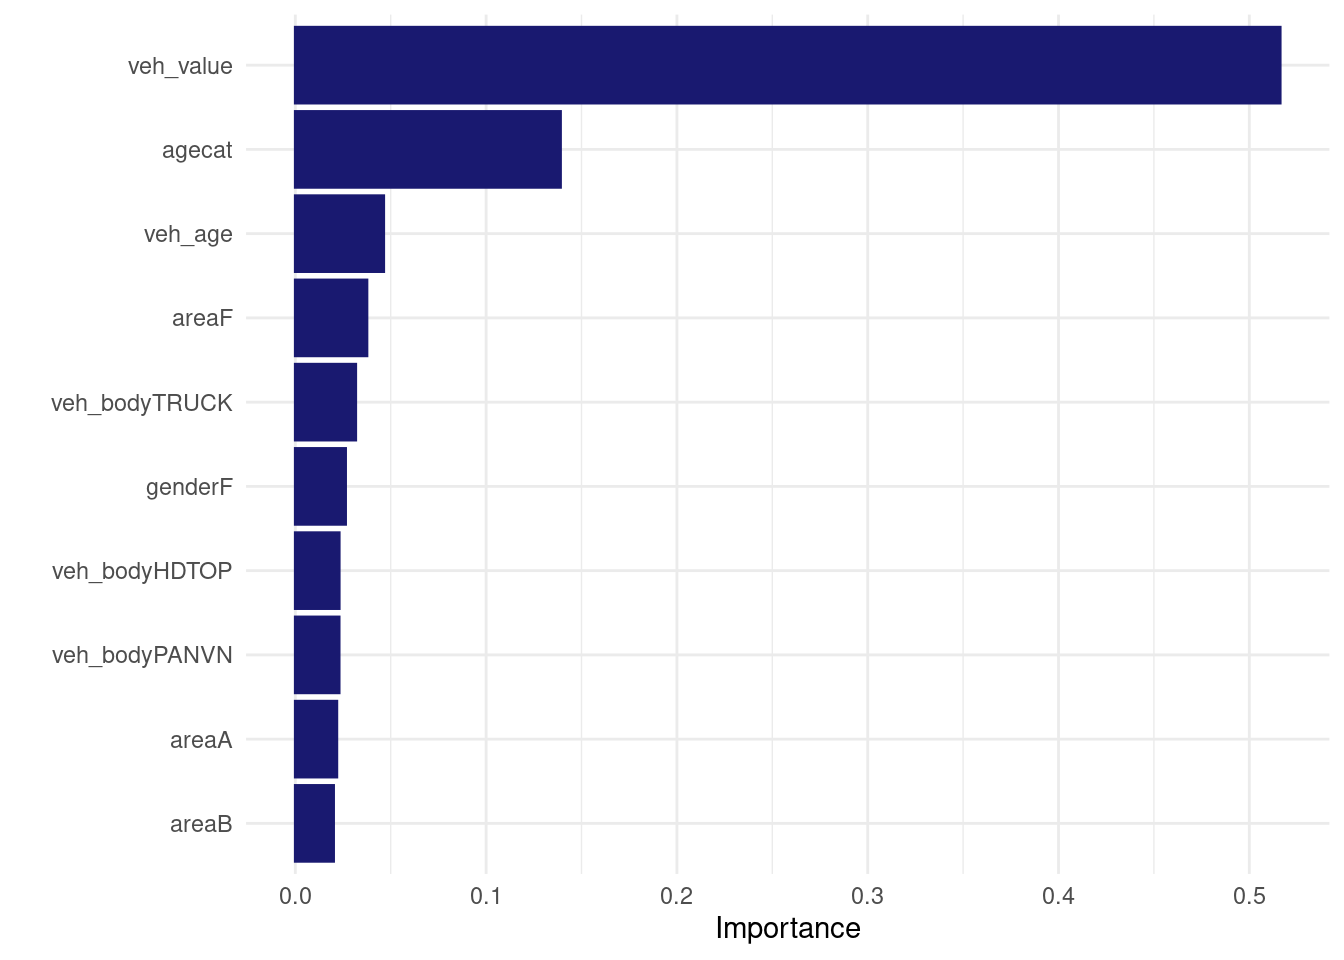 veh_value
agecat
veh_age
areaF
veh_bodyTRUCK
genderF
veh_bodyHDTOP
veh_bodyPANVN
areaA
areaB
0.0 0.1 0.2 0.3 0.4 0.5
Importance